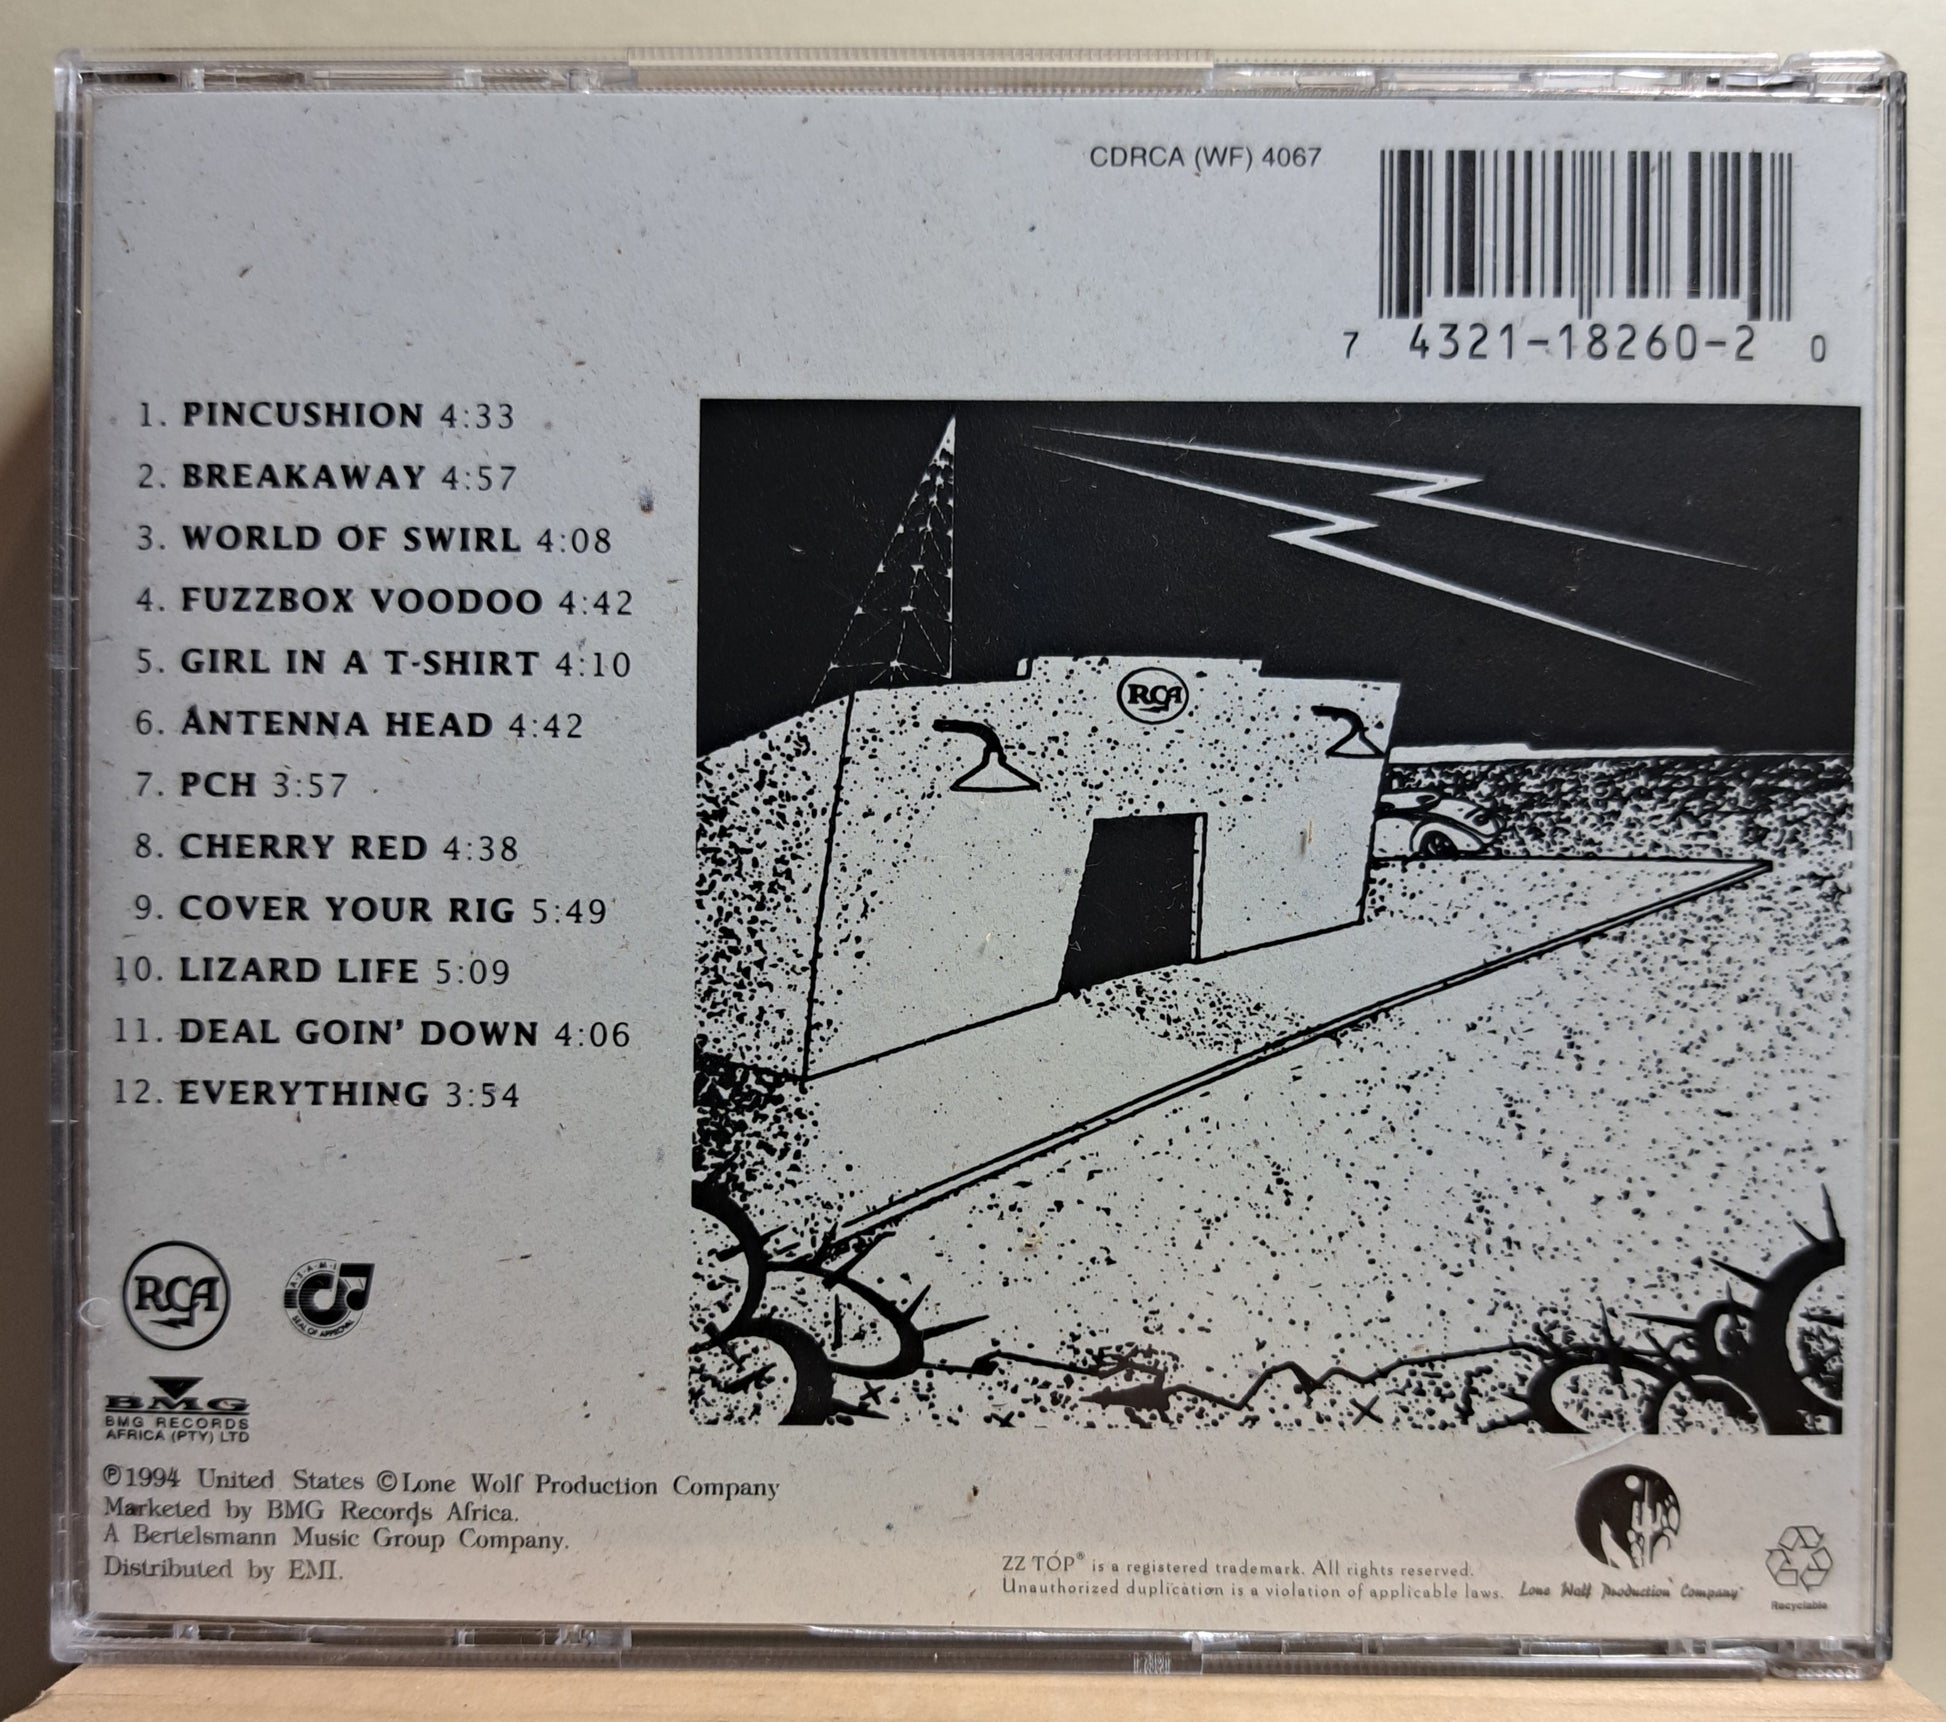 CDRCA (WF) 4067
7 4321-18260-2 0
1. PINCUSHION 4:33
2. BREAKAWAY 4:57
3. WORLD OF SWIRL 4:08
4. FUZZBOX VOODOO 4:42
5. GIRL IN A T-SHIRT 4:10
6. ANTENNA HEAD 4:42
7. PCH 3:57
8. CHERRY RED 4:38
9. COVER YOUR RIG 5:49
10. LIZARD LIFE 5:09
11. DEAL GOIN' DOWN 4:06
12. EVERYTHING 3:54
RCA
RCA
A·S·A·M·I
SEAL OF APPROVAL
BMG
BMG RECORDS
AFRICA (PTY) LTD
℗1994 United States ©Lone Wolf Production Company
Marketed by BMG Records Africa.
A Bertelsmann Music Group Company.
Distributed by EMI.
ZZ TOP® is a registered trademark. All rights reserved.
Unauthorized duplication is a violation of applicable laws.
Lone Wolf Production Company
Recyclable